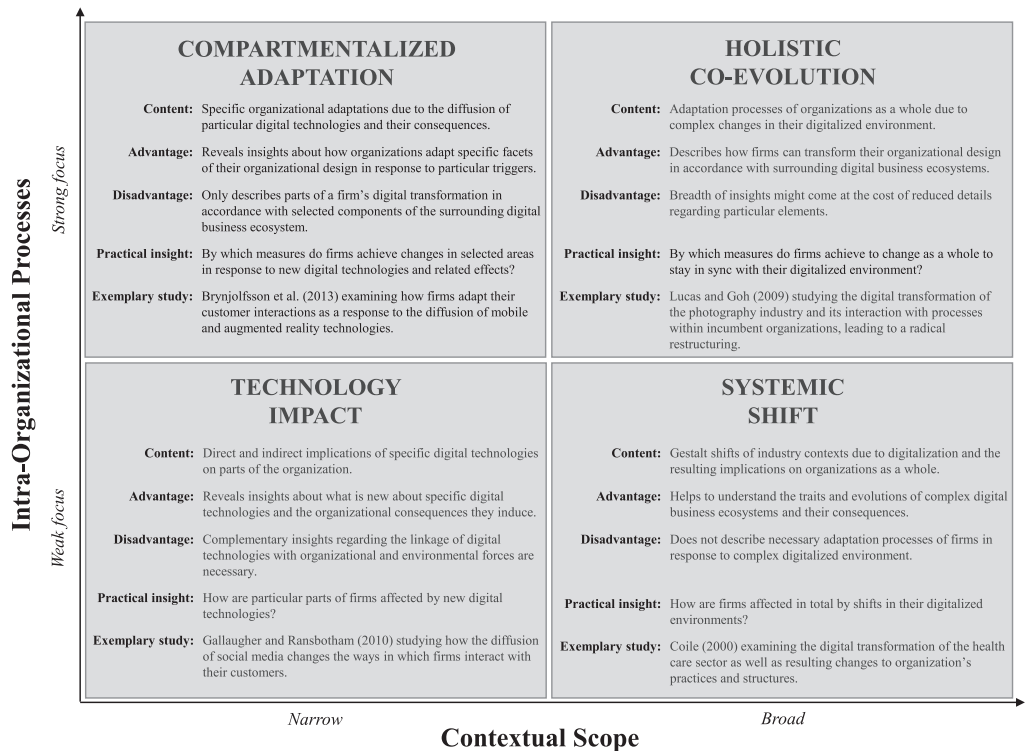 Intra-Organizational Processes
Strong focus
Weak focus
COMPARTMENTALIZED
ADAPTATION
Content: Specific organizational adaptations due to the diffusion of
particular digital technologies and their consequences.
Advantage: Reveals insights about how organizations adapt specific facets
of their organizational design in response to particular triggers.
Disadvantage: Only describes parts of a firm's digital transformation in
accordance with selected components of the surrounding digital
business ecosystem.
Practical insight: By which measures do firms achieve changes in selected areas
in response to new digital technologies and related effects?
Exemplary study: Brynjolfsson et al. (2013) examining how firms adapt their
customer interactions as a response to the diffusion of mobile
and augmented reality technologies.
HOLISTIC
CO-EVOLUTION
Content: Adaptation processes of organizations as a whole due to
complex changes in their digitalized environment.
Advantage: Describes how firms can transform their organizational design
in accordance with surrounding digital business ecosystems.
Disadvantage: Breadth of insights might come at the cost of reduced details
regarding particular elements.
Practical insight: By which measures do firms achieve to change as a whole to
stay in sync with their digitalized environment?
Exemplary study: Lucas and Goh (2009) studying the digital transformation of
the photography industry and its interaction with processes
within incumbent organizations, leading to a radical
restructuring.
TECHNOLOGY
IMPACT
Content: Direct and indirect implications of specific digital technologies
on parts of the organization.
Advantage: Reveals insights about what is new about specific digital
technologies and the organizational consequences they induce.
Disadvantage: Complementary insights regarding the linkage of digital
technologies with organizational and environmental forces are
necessary.
Practical insight: How are particular parts of firms affected by new digital
technologies?
Exemplary study: Gallaugher and Ransbotham (2010) studying how the diffusion
of social media changes the ways in which firms interact with
their customers.
SYSTEMIC
SHIFT
Content: Gestalt shifts of industry contexts due to digitalization and the
resulting implications on organizations as a whole.
Advantage: Helps to understand the traits and evolutions of complex digital
business ecosystems and their consequences.
Disadvantage: Does not describe necessary adaptation processes of firms in
response to complex digitalized environment.
Practical insight: How are firms affected in total by shifts in their digitalized
environments?
Exemplary study: Coile (2000) examining the digital transformation of the health
care sector as well as resulting changes to organization's
practices and structures.
Narrow
Broad
Contextual Scope